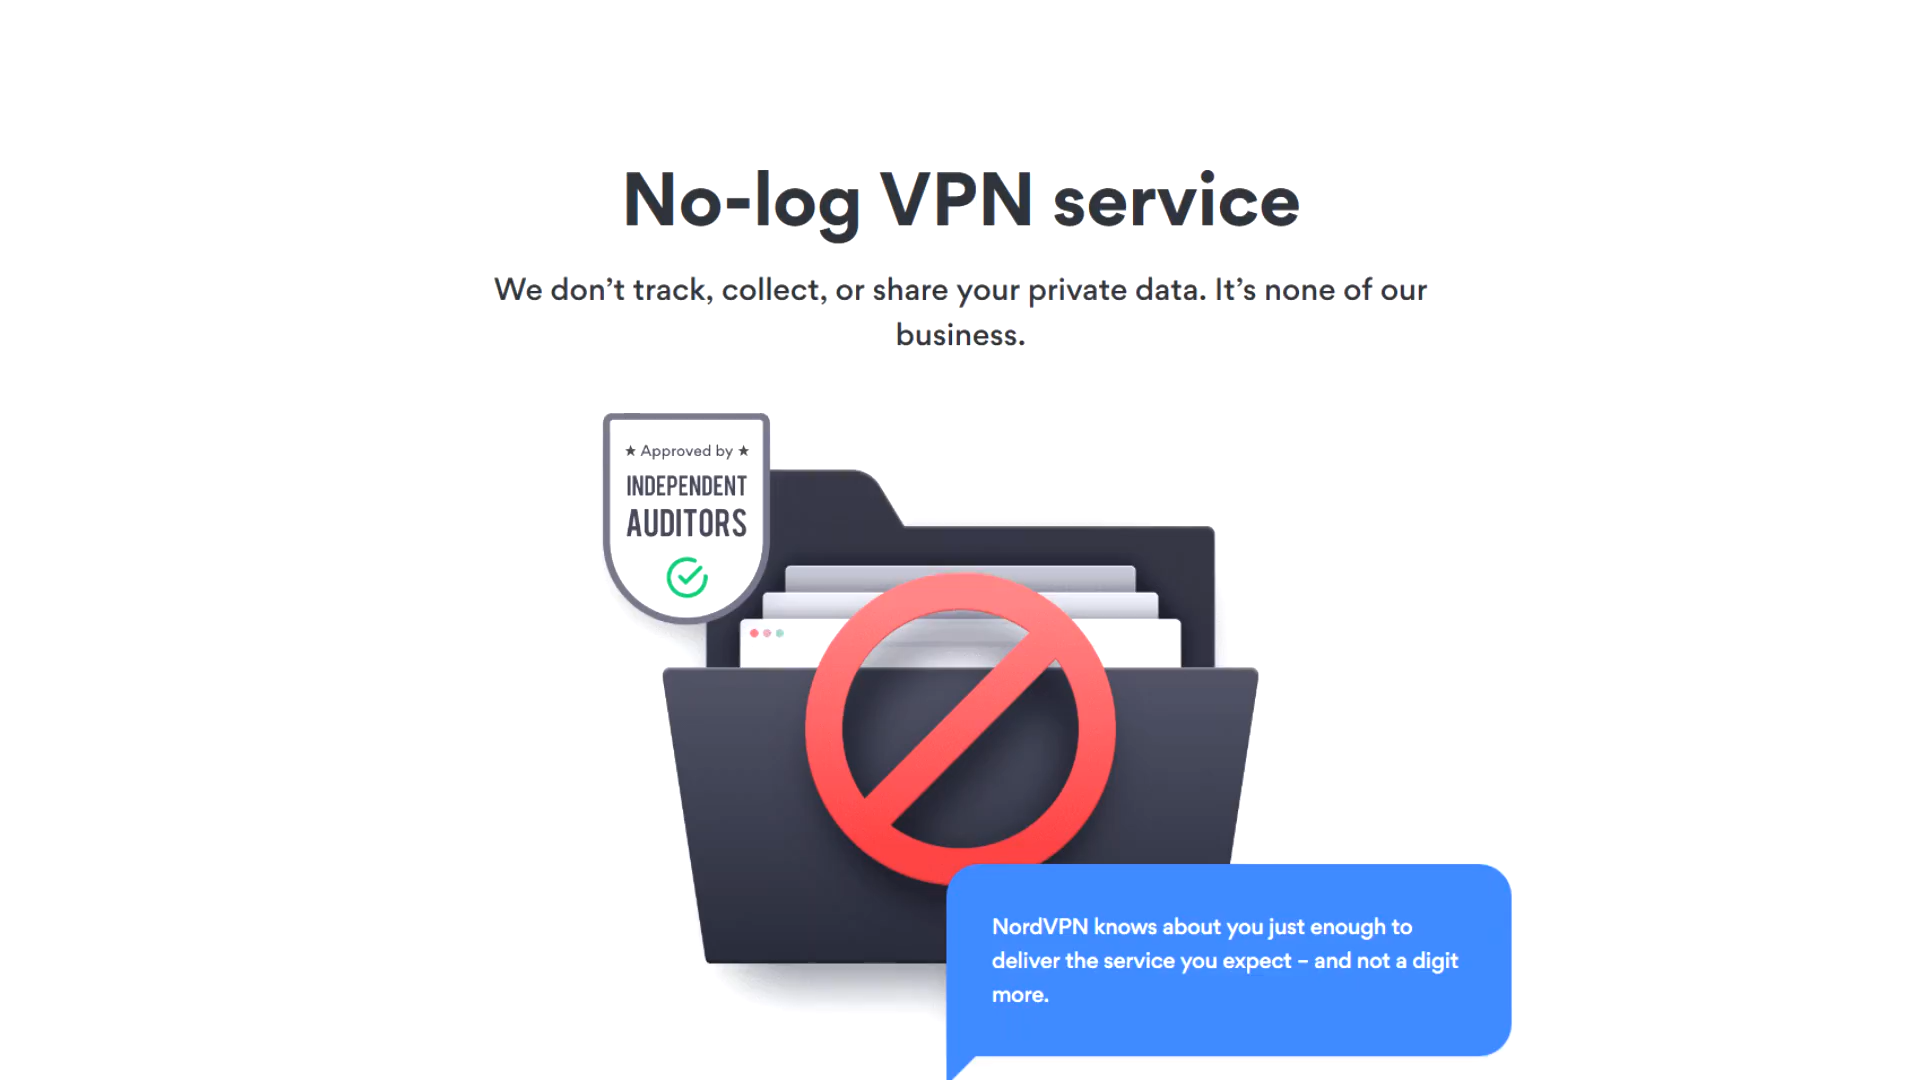 No-log VPN service
We don’t track, collect, or share your private data. It’s none of our
business.
★ Approved by ★
INDEPENDENT
AUDITORS
NordVPN knows about you just enough to
deliver the service you expect – and not a digit
more.